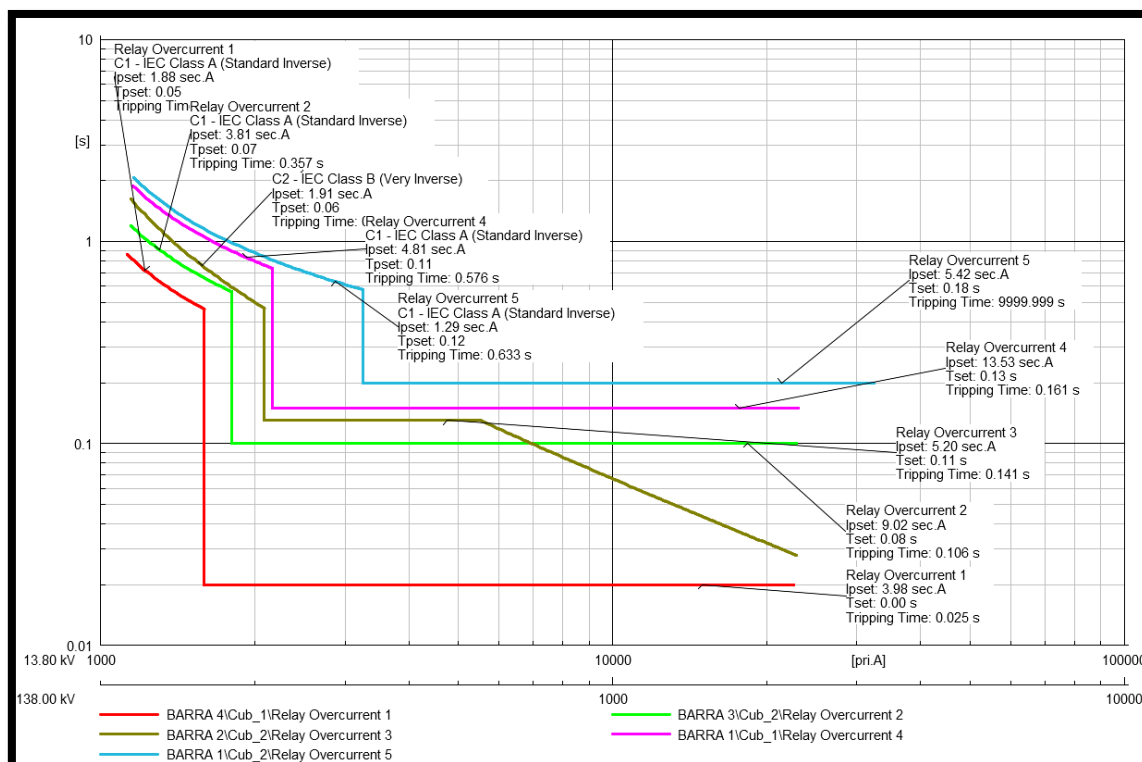 10
Relay Overcurrent 1
C1 - IEC Class A (Standard Inverse)
Ipset: 1.88 sec.A
Tpset: 0.05
Tripping Time
Relay Overcurrent 2
C1 - IEC Class A (Standard Inverse)
Ipset: 3.81 sec.A
Tpset: 0.07
Tripping Time: 0.357 s
[s]
C2 - IEC Class B (Very Inverse)
Ipset: 1.91 sec.A
Tpset: 0.06
Tripping Time:
Relay Overcurrent 4
C1 - IEC Class A (Standard Inverse)
Ipset: 4.81 sec.A
Tpset: 0.11
Tripping Time: 0.576 s
1
Relay Overcurrent 5
Ipset: 5.42 sec.A
Tset: 0.18 s
Tripping Time: 9999.999 s
Relay Overcurrent 5
C1 - IEC Class A (Standard Inverse)
Ipset: 1.29 sec.A
Tpset: 0.12
Tripping Time: 0.633 s
Relay Overcurrent 4
Ipset: 13.53 sec.A
Tset: 0.13 s
Tripping Time: 0.161 s
0.1
Relay Overcurrent 3
Ipset: 5.20 sec.A
Tset: 0.11 s
Tripping Time: 0.141 s
Relay Overcurrent 2
Ipset: 9.02 sec.A
Tset: 0.08 s
Tripping Time: 0.106 s
Relay Overcurrent 1
Ipset: 3.98 sec.A
Tset: 0.00 s
Tripping Time: 0.025 s
0.01
13.80 kV 1000 10000 [pri.A] 100000
138.00 kV 1000 10000
BARRA 4\Cub_1\Relay Overcurrent 1
BARRA 3\Cub_2\Relay Overcurrent 2
BARRA 2\Cub_2\Relay Overcurrent 3
BARRA 1\Cub_1\Relay Overcurrent 4
BARRA 1\Cub_2\Relay Overcurrent 5